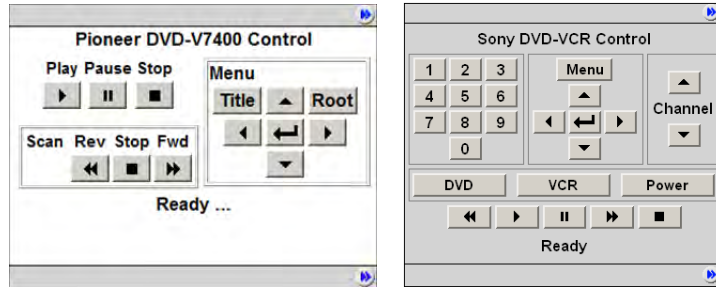 Pioneer DVD-V7400 Control
Play Pause Stop
Menu
Title Root
Scan Rev Stop Fwd
Ready ...
Sony DVD-VCR Control
1 2 3
Menu
4 5 6
Channel
7 8 9
0
DVD VCR Power
Ready